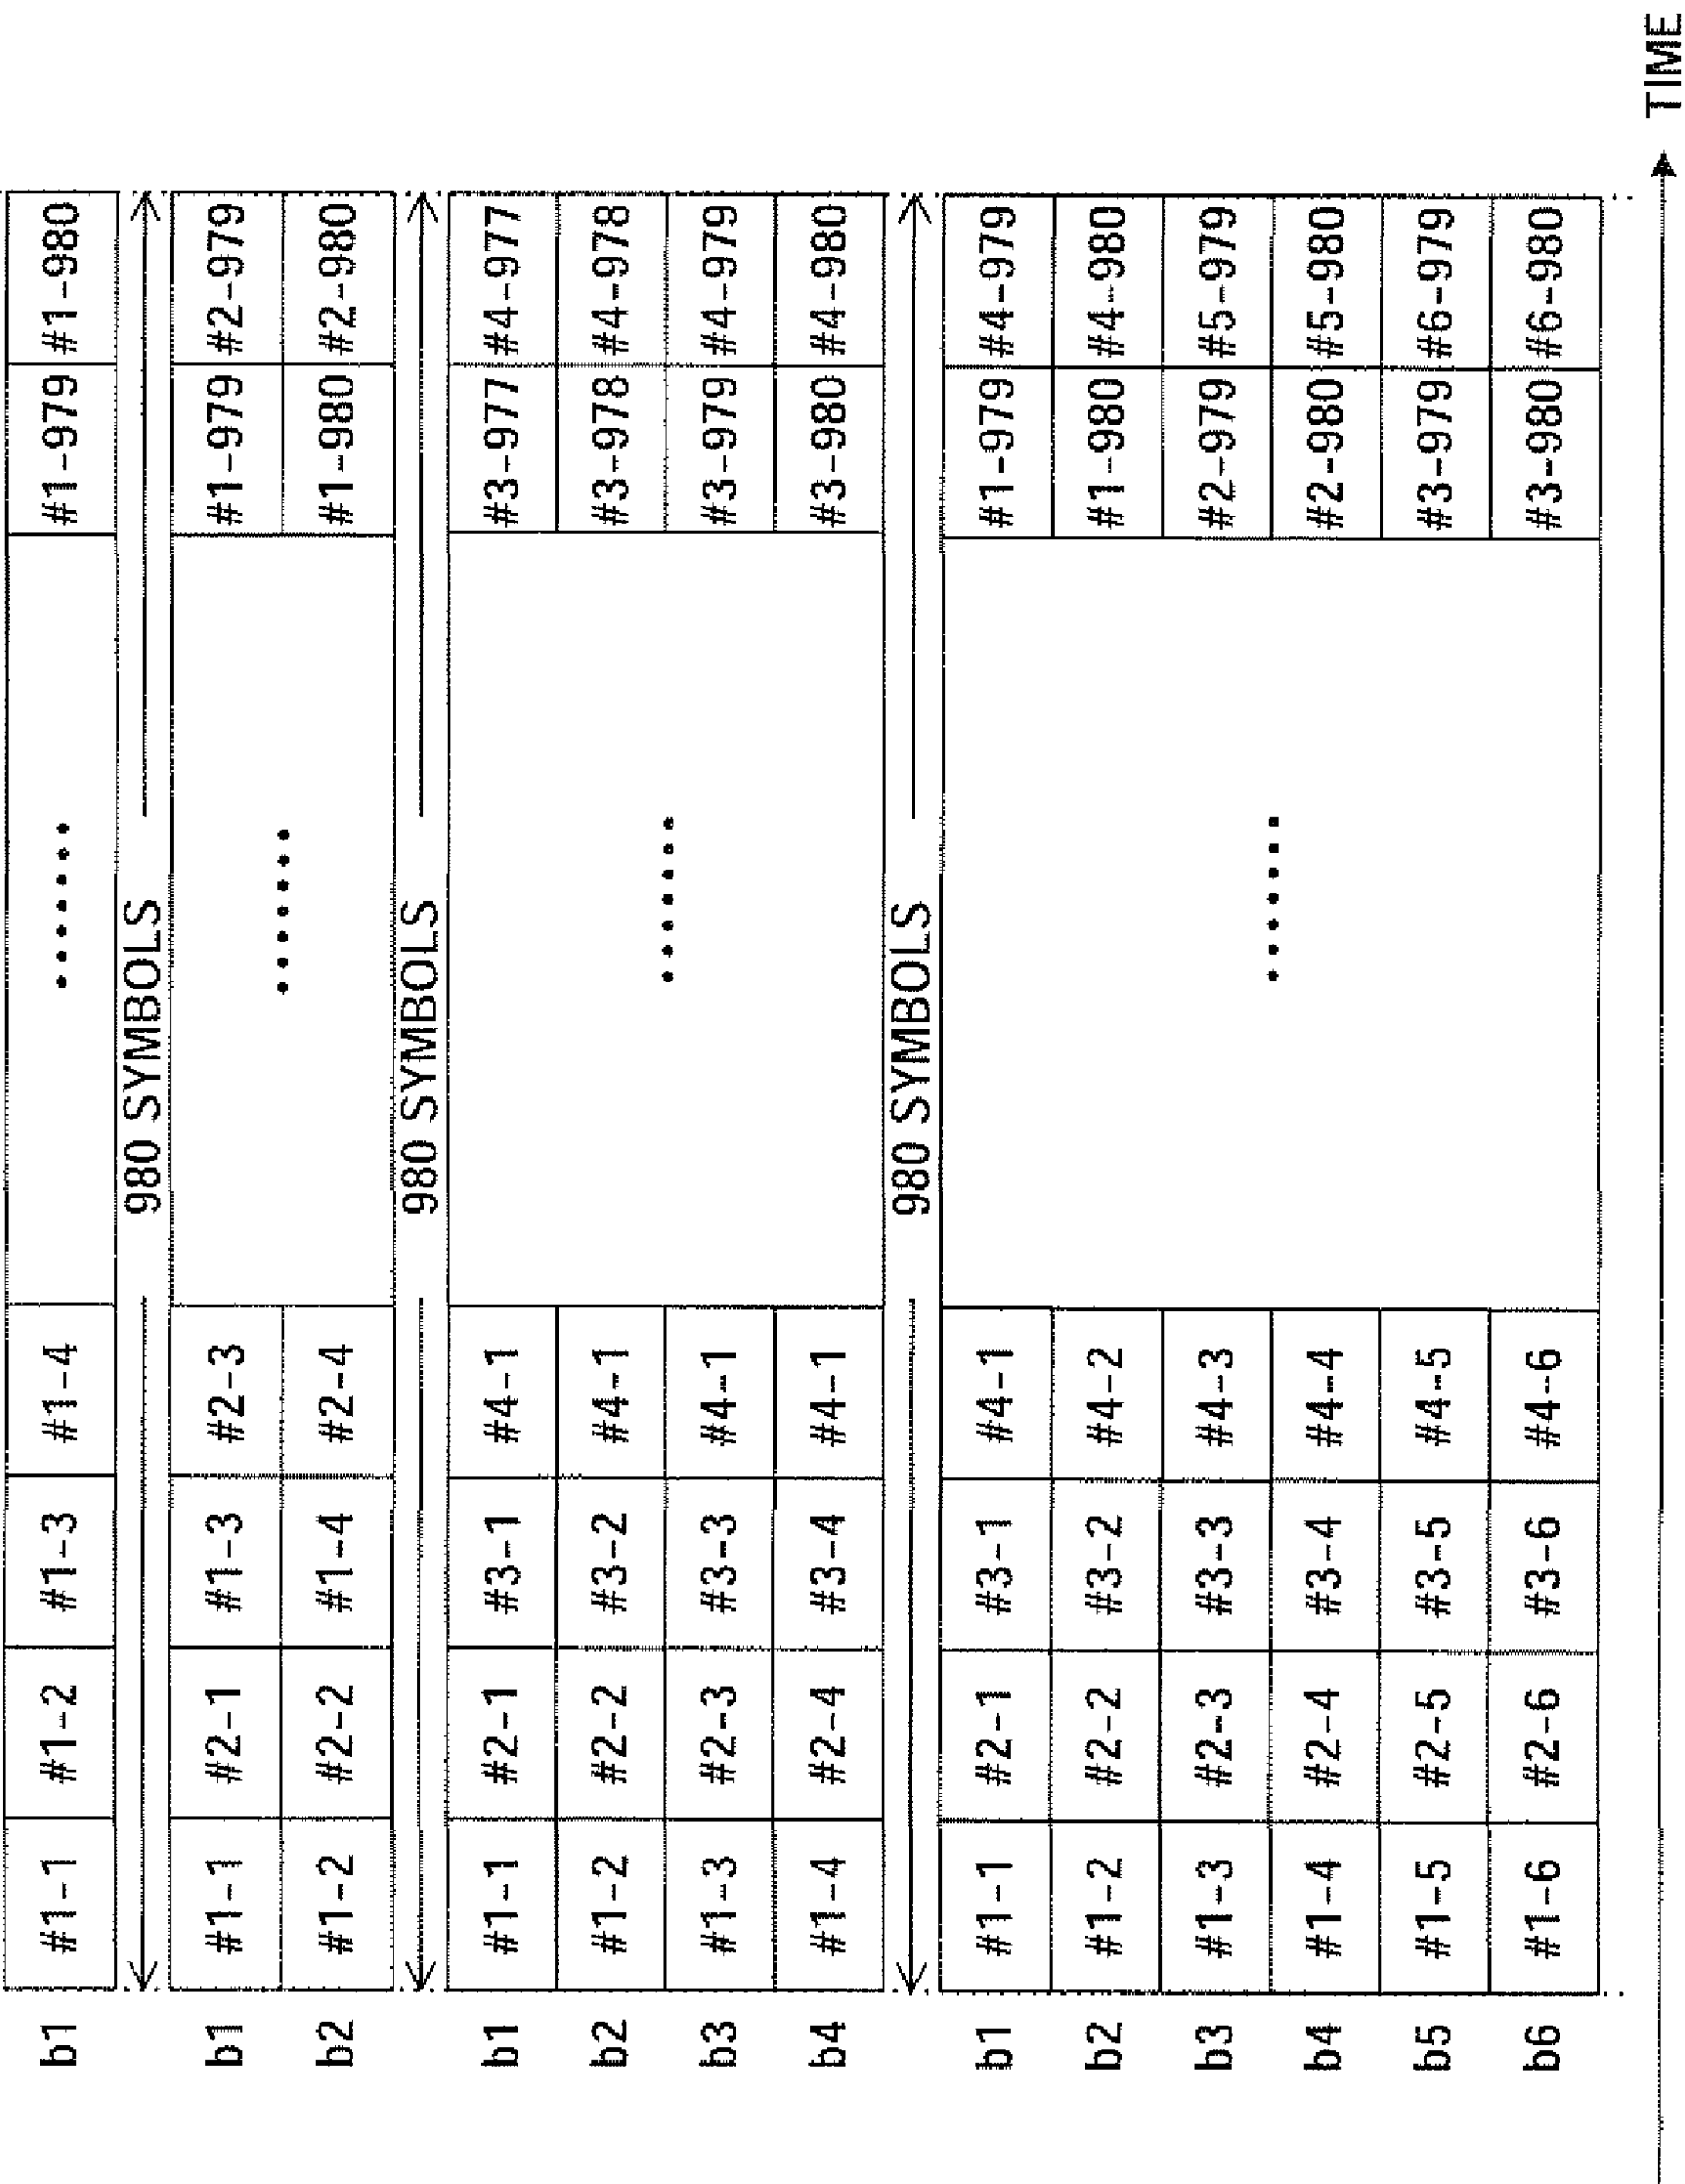 b1 #1-1 #1-2 #1-3 #1-4 ....... #1-979 #1-980
980 SYMBOLS
b1 #1-1 #2-1 #1-3 #2-3 ....... #1-979 #2-979
b2 #1-2 #2-2 #1-4 #2-4 #1-980 #2-980
980 SYMBOLS
b1 #1-1 #2-1 #3-1 #4-1 #3-977 #4-977
b2 #1-2 #2-2 #3-2 #4-1 ....... #3-978 #4-978
b3 #1-3 #2-3 #3-3 #4-1 #3-979 #4-979
b4 #1-4 #2-4 #3-4 #4-1 #3-980 #4-980
980 SYMBOLS
b1 #1-1 #2-1 #3-1 #4-1 #1-979 #4-979
b2 #1-2 #2-2 #3-2 #4-2 #1-980 #4-980
b3 #1-3 #2-3 #3-3 #4-3 ....... #2-979 #5-979
b4 #1-4 #2-4 #3-4 #4-4 #2-980 #5-980
b5 #1-5 #2-5 #3-5 #4-5 #3-979 #6-979
b6 #1-6 #2-6 #3-6 #4-6 #3-980 #6-980
TIME